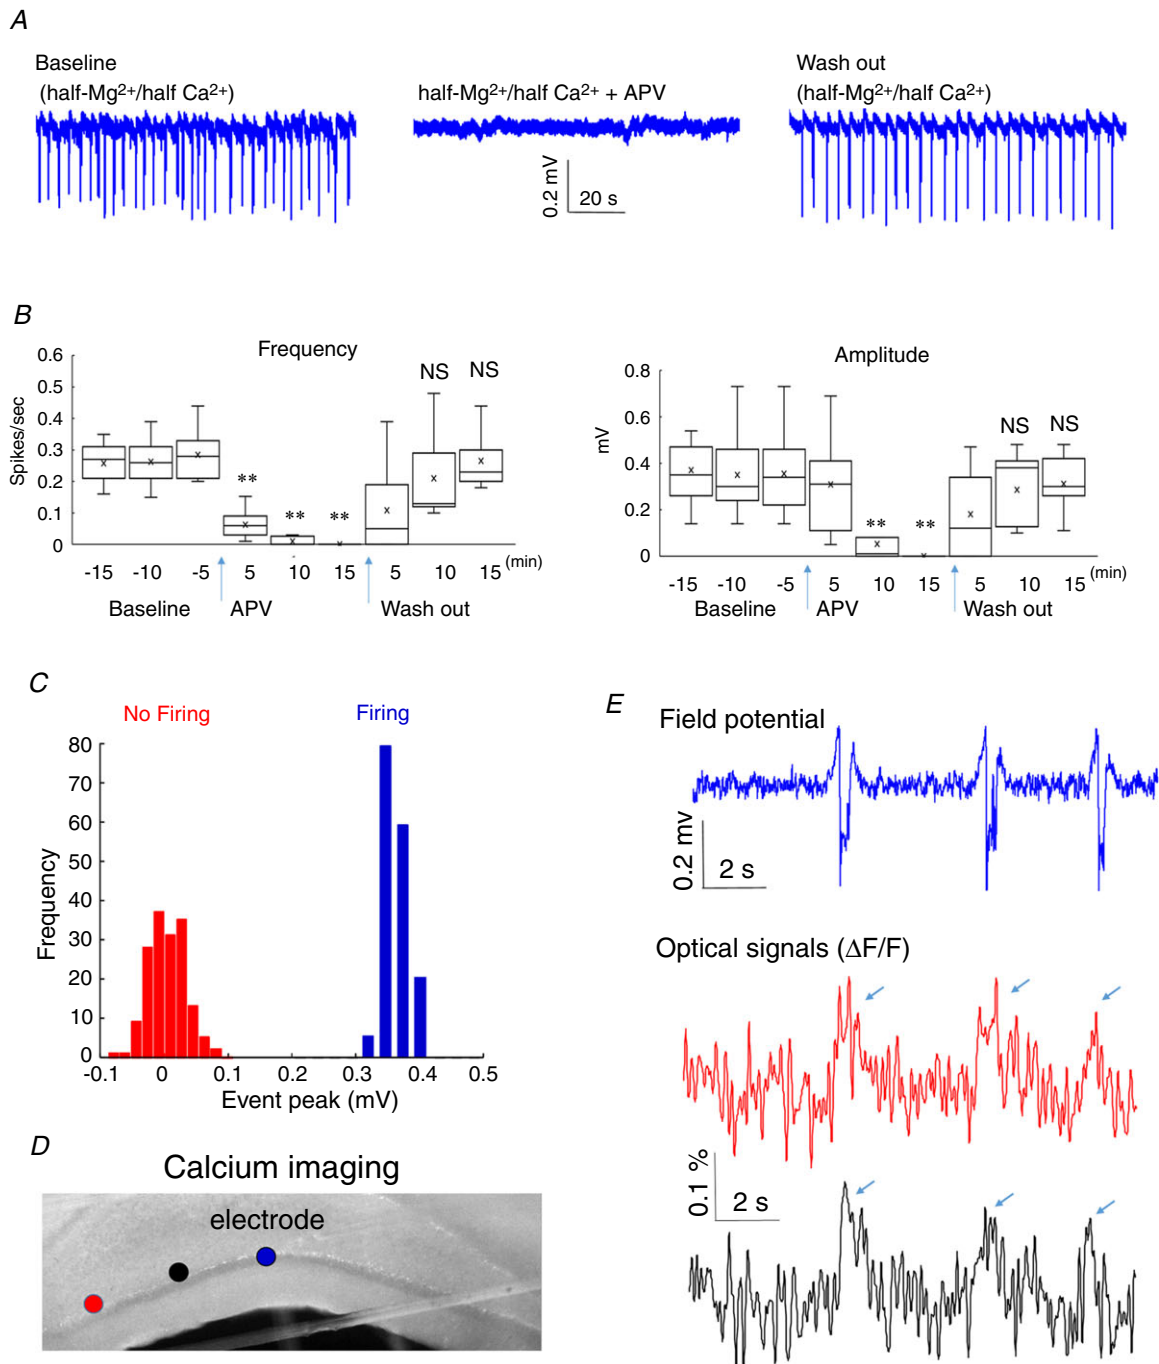 A
Baseline
(half-Mg²⁺/half Ca²⁺)
half-Mg²⁺/half Ca²⁺ + APV
Wash out
(half-Mg²⁺/half Ca²⁺)
0.2 mV
20 s
B
Frequency
Spikes/sec
0.6
0.5
0.4
0.3
0.2
0.1
0
**
**
**
NS
NS
-15 -10 -5 5 10 15 5 10 15 (min)
Baseline APV Wash out
Amplitude
mV
0.8
0.6
0.4
0.2
0
**
**
NS
NS
-15 -10 -5 5 10 15 5 10 15 (min)
Baseline APV Wash out
C
No Firing
Firing
Frequency
80
70
60
50
40
30
20
10
0
-0.1 0 0.1 0.2 0.3 0.4 0.5
Event peak (mV)
D
Calcium imaging
electrode
E
Field potential
0.2 mv
2 s
Optical signals (ΔF/F)
0.1 %
2 s